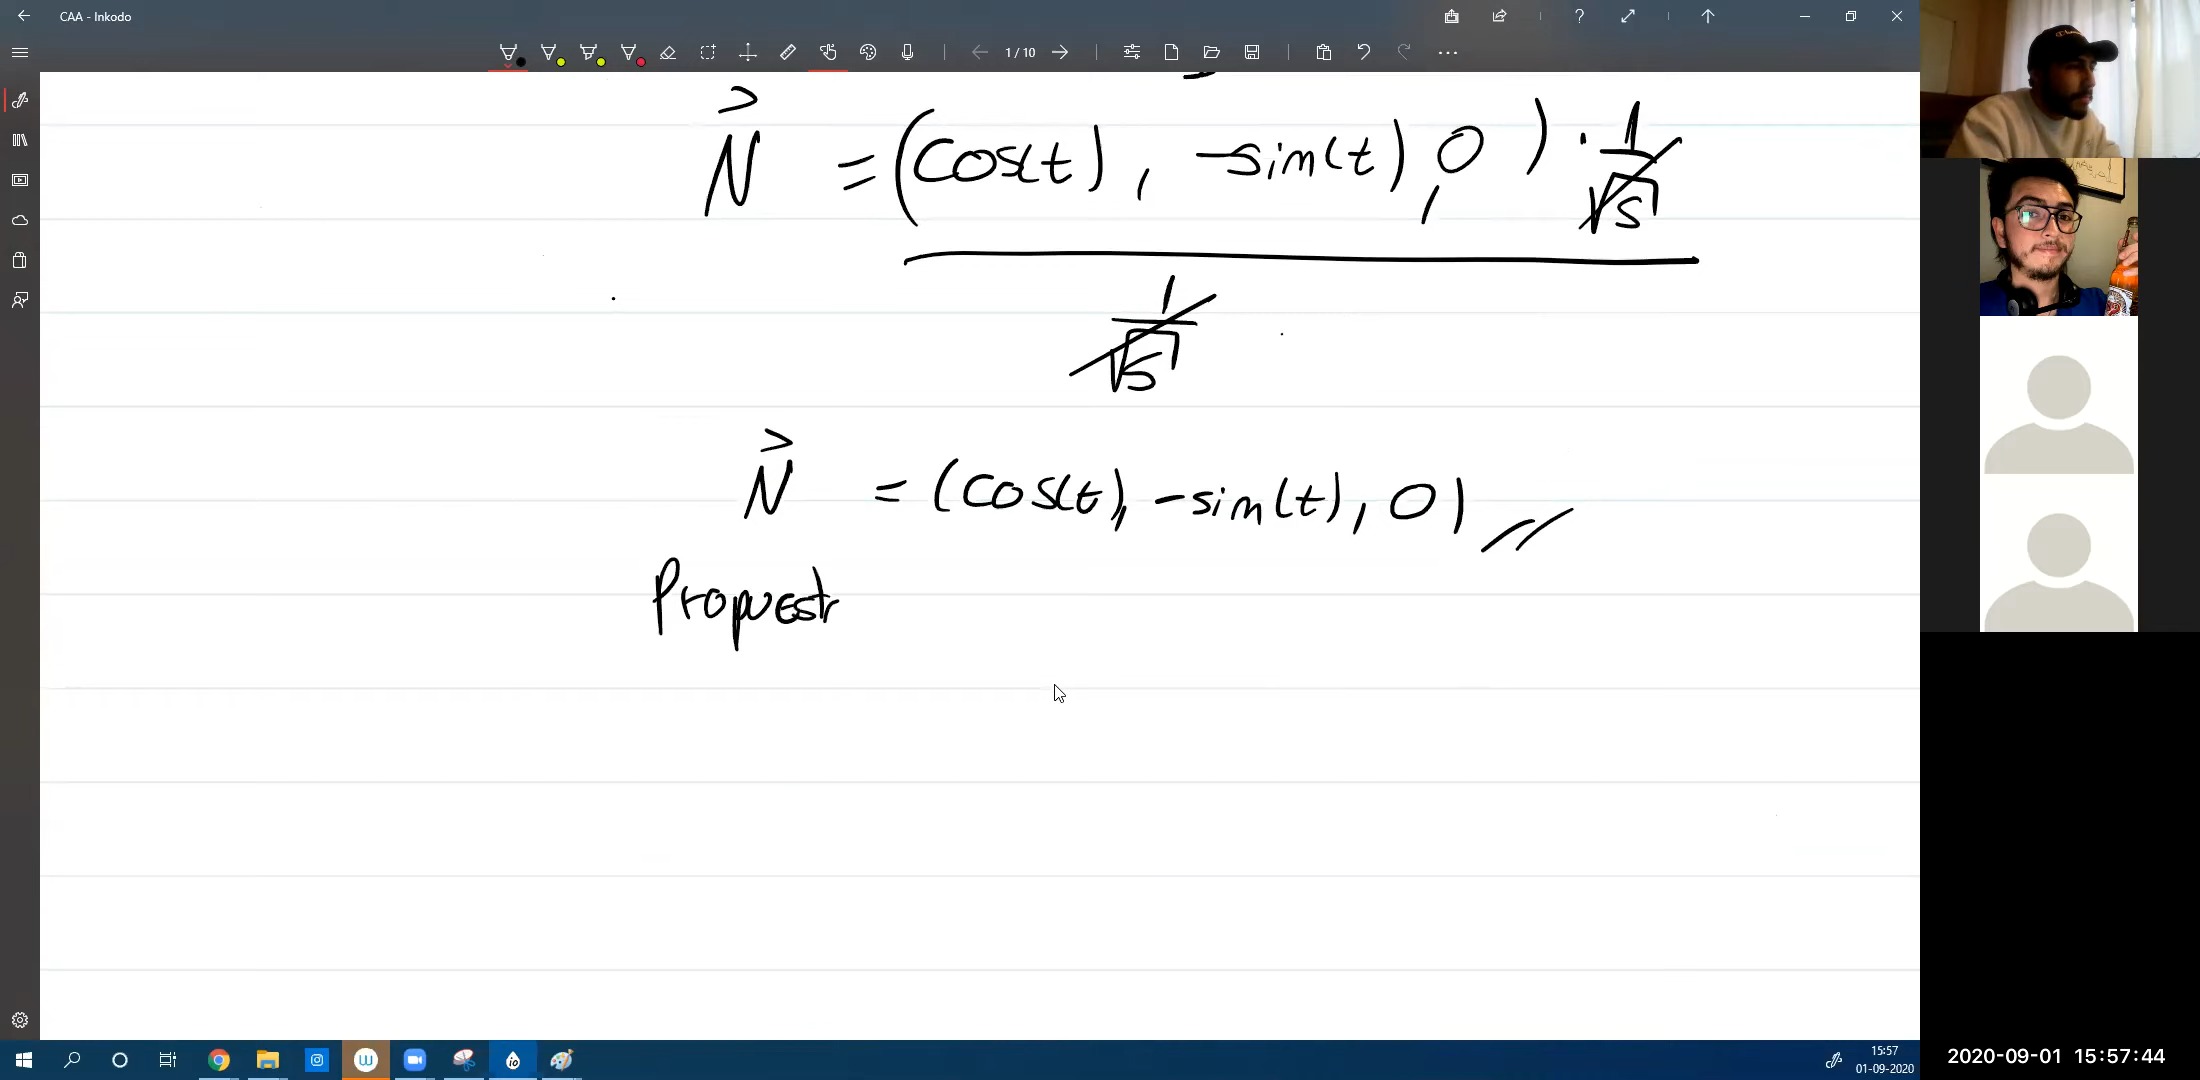 CAA - Inkodo
1 / 10
N = (cos(t), -sin(t), 0) · 1/√5
1/√5
N = (cos(t), -sin(t), 0)
Propuest
15:57
01-09-2020
2020-09-01 15:57:44